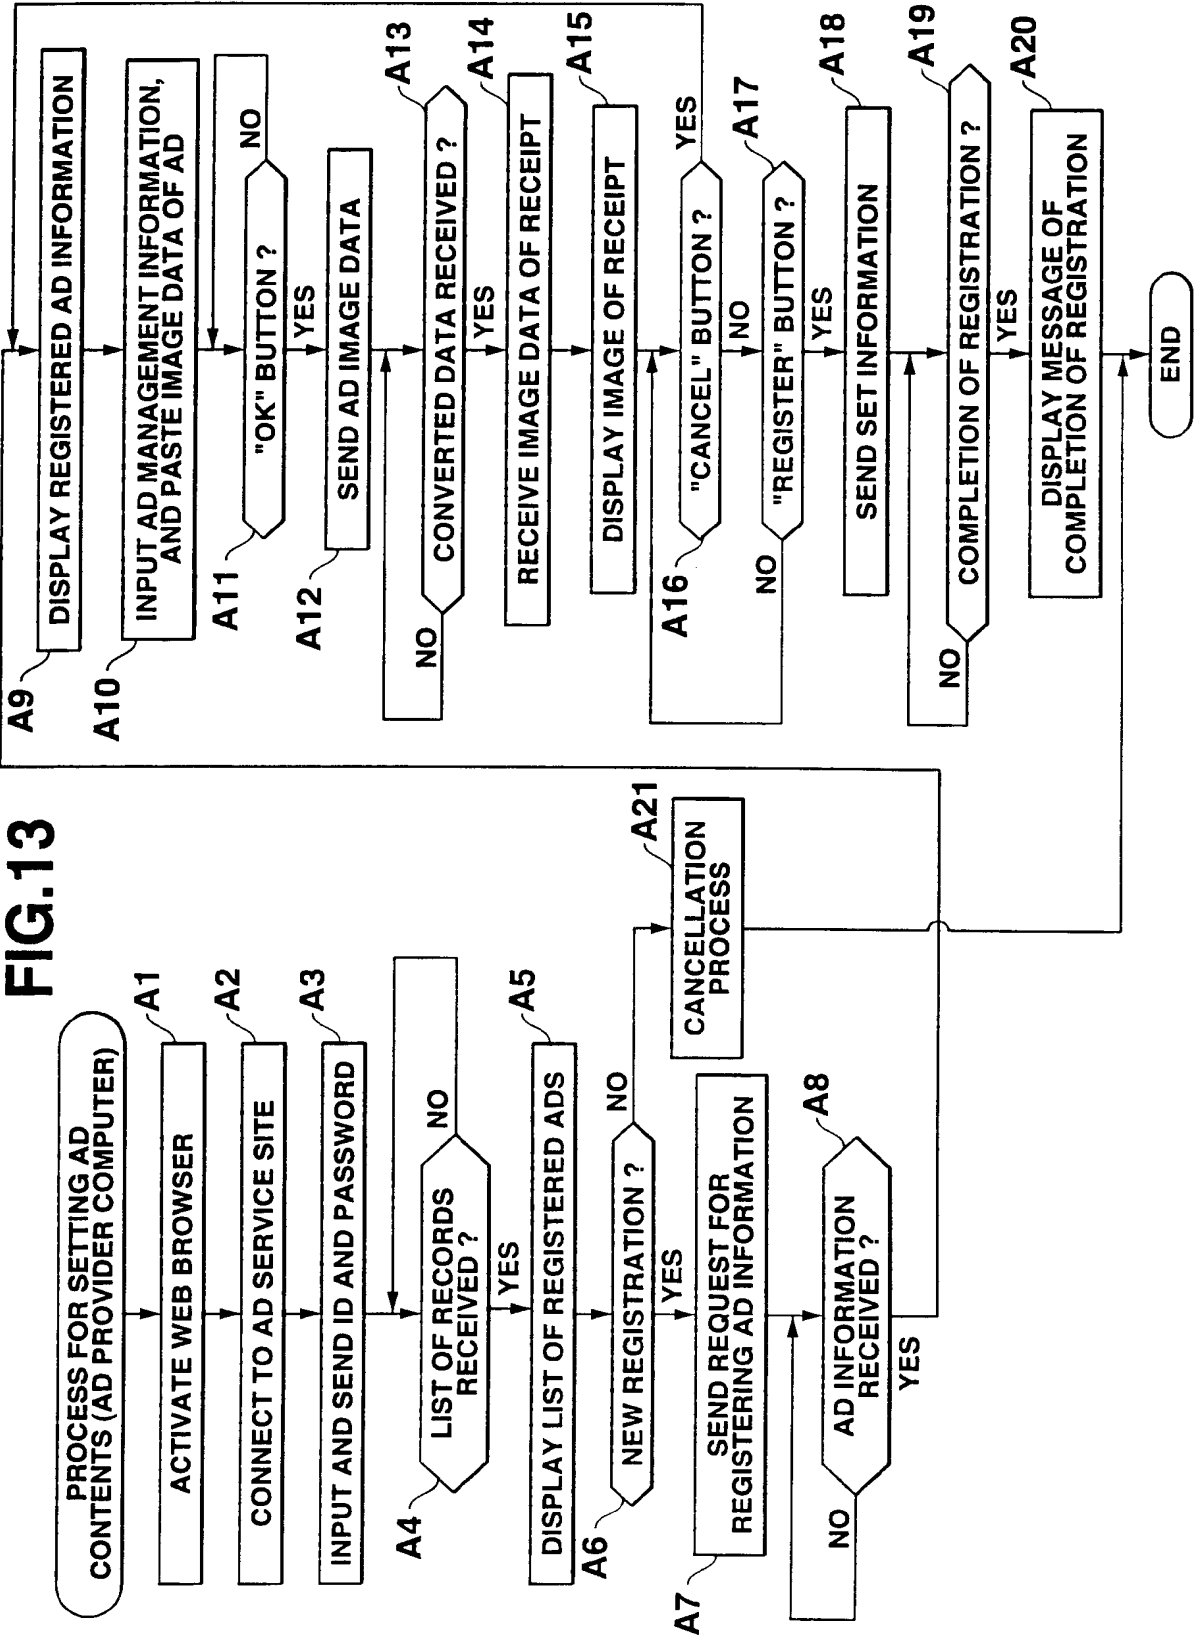 FIG.13
PROCESS FOR SETTING AD
CONTENTS (AD PROVIDER COMPUTER)
A1
ACTIVATE WEB BROWSER
A2
CONNECT TO AD SERVICE SITE
A3
INPUT AND SEND ID AND PASSWORD
A4
LIST OF RECORDS
RECEIVED ?
NO
YES
A5
DISPLAY LIST OF REGISTERED ADS
A6
NEW REGISTRATION ?
NO
YES
A21
CANCELLATION
PROCESS
A7
SEND REQUEST FOR
REGISTERING AD INFORMATION
A8
AD INFORMATION
RECEIVED ?
NO
YES
A9
DISPLAY REGISTERED AD INFORMATION
A10
INPUT AD MANAGEMENT INFORMATION,
AND PASTE IMAGE DATA OF AD
A11
"OK" BUTTON ?
NO
YES
A12
SEND AD IMAGE DATA
A13
CONVERTED DATA RECEIVED ?
NO
YES
A14
RECEIVE IMAGE DATA OF RECEIPT
A15
DISPLAY IMAGE OF RECEIPT
A16
"CANCEL" BUTTON ?
YES
NO
A17
"REGISTER" BUTTON ?
NO
YES
A18
SEND SET INFORMATION
A19
COMPLETION OF REGISTRATION ?
NO
YES
A20
DISPLAY MESSAGE OF
COMPLETION OF REGISTRATION
END